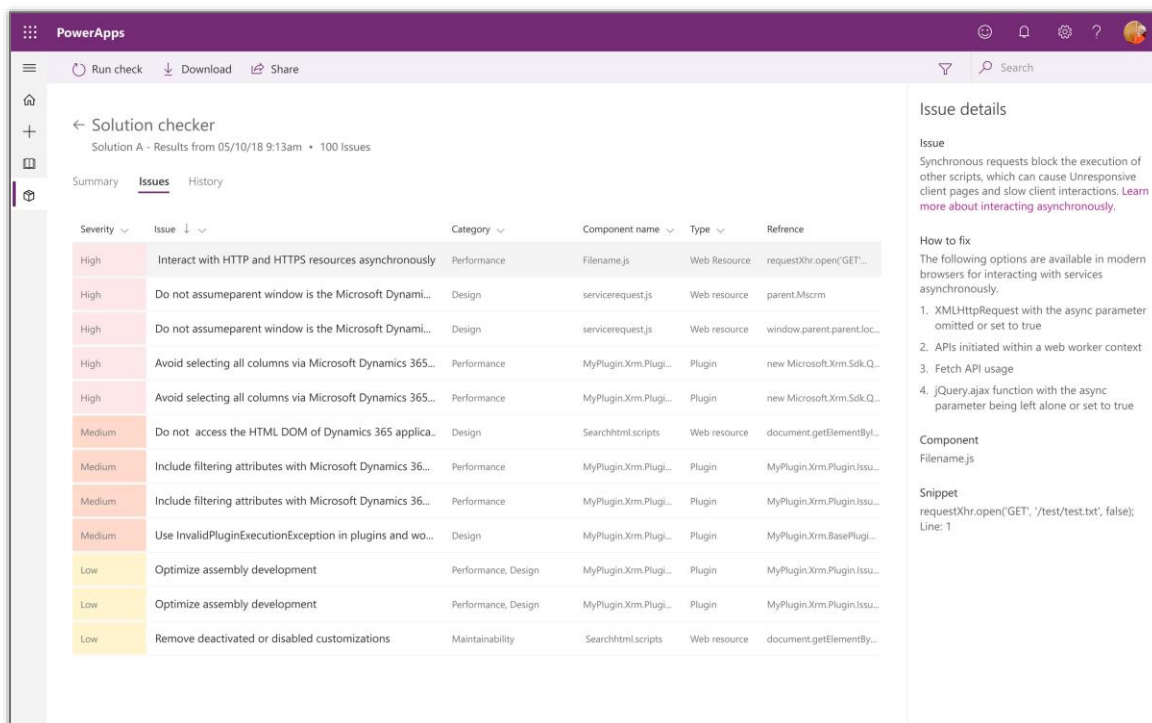 PowerApps
Run check Download Share Search
Solution checker
Solution A - Results from 05/10/18 9:13am • 100 Issues
Summary Issues History
Severity Issue Category Component name Type Refrence
High Interact with HTTP and HTTPS resources asynchronously Performance Filename.js Web Resource requestXhr.open('GET'...
High Do not assumeparent window is the Microsoft Dynami... Design servicerequest.js Web resource parent.Mscrm
High Do not assumeparent window is the Microsoft Dynami... Design servicerequest.js Web resource window.parent.parent.loc...
High Avoid selecting all columns via Microsoft Dynamics 365... Performance MyPlugin.Xrm.Plugi... Plugin new Microsoft.Xrm.Sdk.Q...
High Avoid selecting all columns via Microsoft Dynamics 365... Performance MyPlugin.Xrm.Plugi... Plugin new Microsoft.Xrm.Sdk.Q...
Medium Do not access the HTML DOM of Dynamics 365 applica.. Design Searchhtml.scripts Web resource document.getElementByI...
Medium Include filtering attributes with Microsoft Dynamics 36... Performance MyPlugin.Xrm.Plugi... Plugin MyPlugin.Xrm.Plugin.Issu...
Medium Include filtering attributes with Microsoft Dynamics 36... Performance MyPlugin.Xrm.Plugi... Plugin MyPlugin.Xrm.Plugin.Issu...
Medium Use InvalidPluginExecutionException in plugins and wo... Design MyPlugin.Xrm.Plugi... Plugin MyPlugin.Xrm.BasePlugi...
Low Optimize assembly development Performance, Design MyPlugin.Xrm.Plugi... Plugin MyPlugin.Xrm.Plugin.Issu...
Low Optimize assembly development Performance, Design MyPlugin.Xrm.Plugi... Plugin MyPlugin.Xrm.Plugin.Issu...
Low Remove deactivated or disabled customizations Maintainability Searchhtml.scripts Web resource document.getElementBy...
Issue details
Issue
Synchronous requests block the execution of
other scripts, which can cause Unresponsive
client pages and slow client interactions. Learn
more about interacting asynchronously.
How to fix
The following options are available in modern
browsers for interacting with services
asynchronously.
1. XMLHttpRequest with the async parameter
omitted or set to true
2. APIs initiated within a web worker context
3. Fetch API usage
4. jQuery.ajax function with the async
parameter being left alone or set to true
Component
Filename.js
Snippet
requestXhr.open('GET', '/test/test.txt', false);
Line: 1